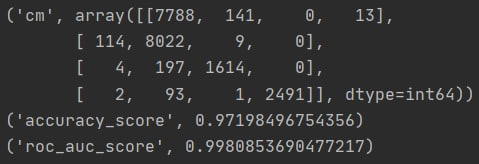 ('cm', array([[7788, 141, 0, 13],
[ 114, 8022, 9, 0],
[ 4, 197, 1614, 0],
[ 2, 93, 1, 2491]], dtype=int64))
('accuracy_score', 0.97198496754356)
('roc_auc_score', 0.9980853690477217)